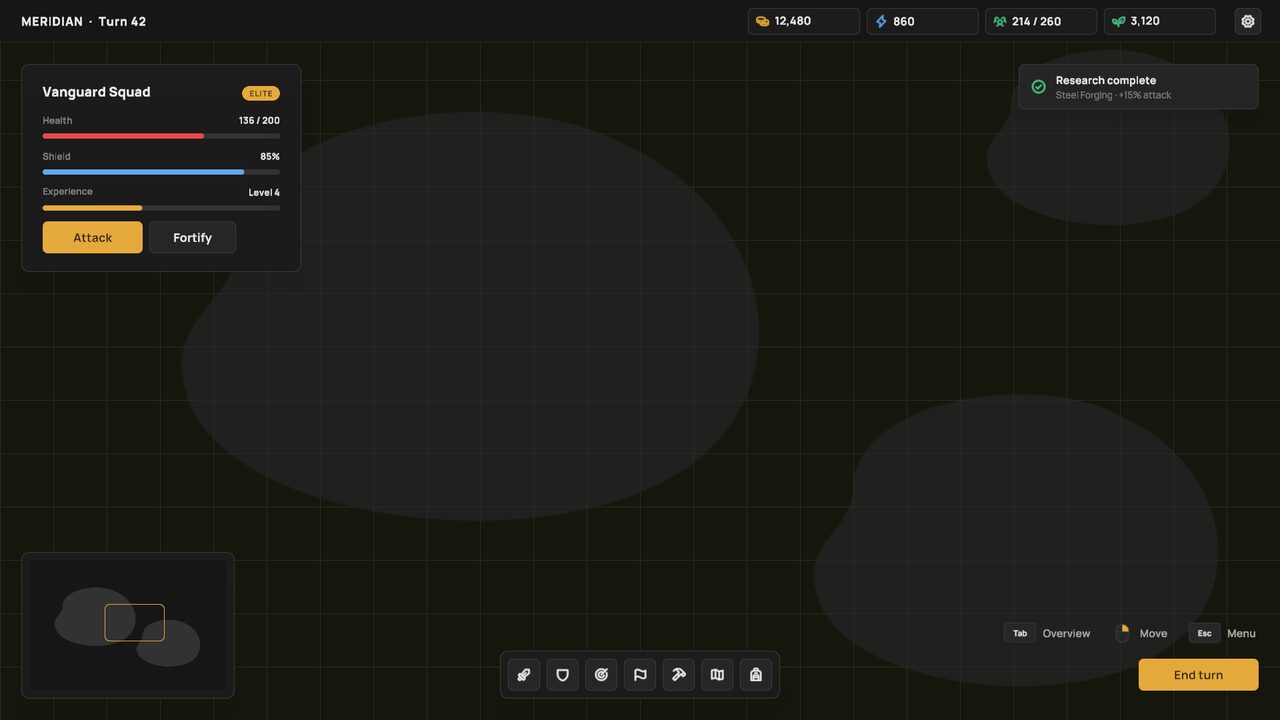 MERIDIAN · Turn 42
12,480
860
214 / 260
3,120
Vanguard Squad
ELITE
Health
136 / 200
Shield
85%
Experience
Level 4
Attack
Fortify
Research complete
Steel Forging · +15% attack
Tab
Overview
Move
Esc
Menu
End turn